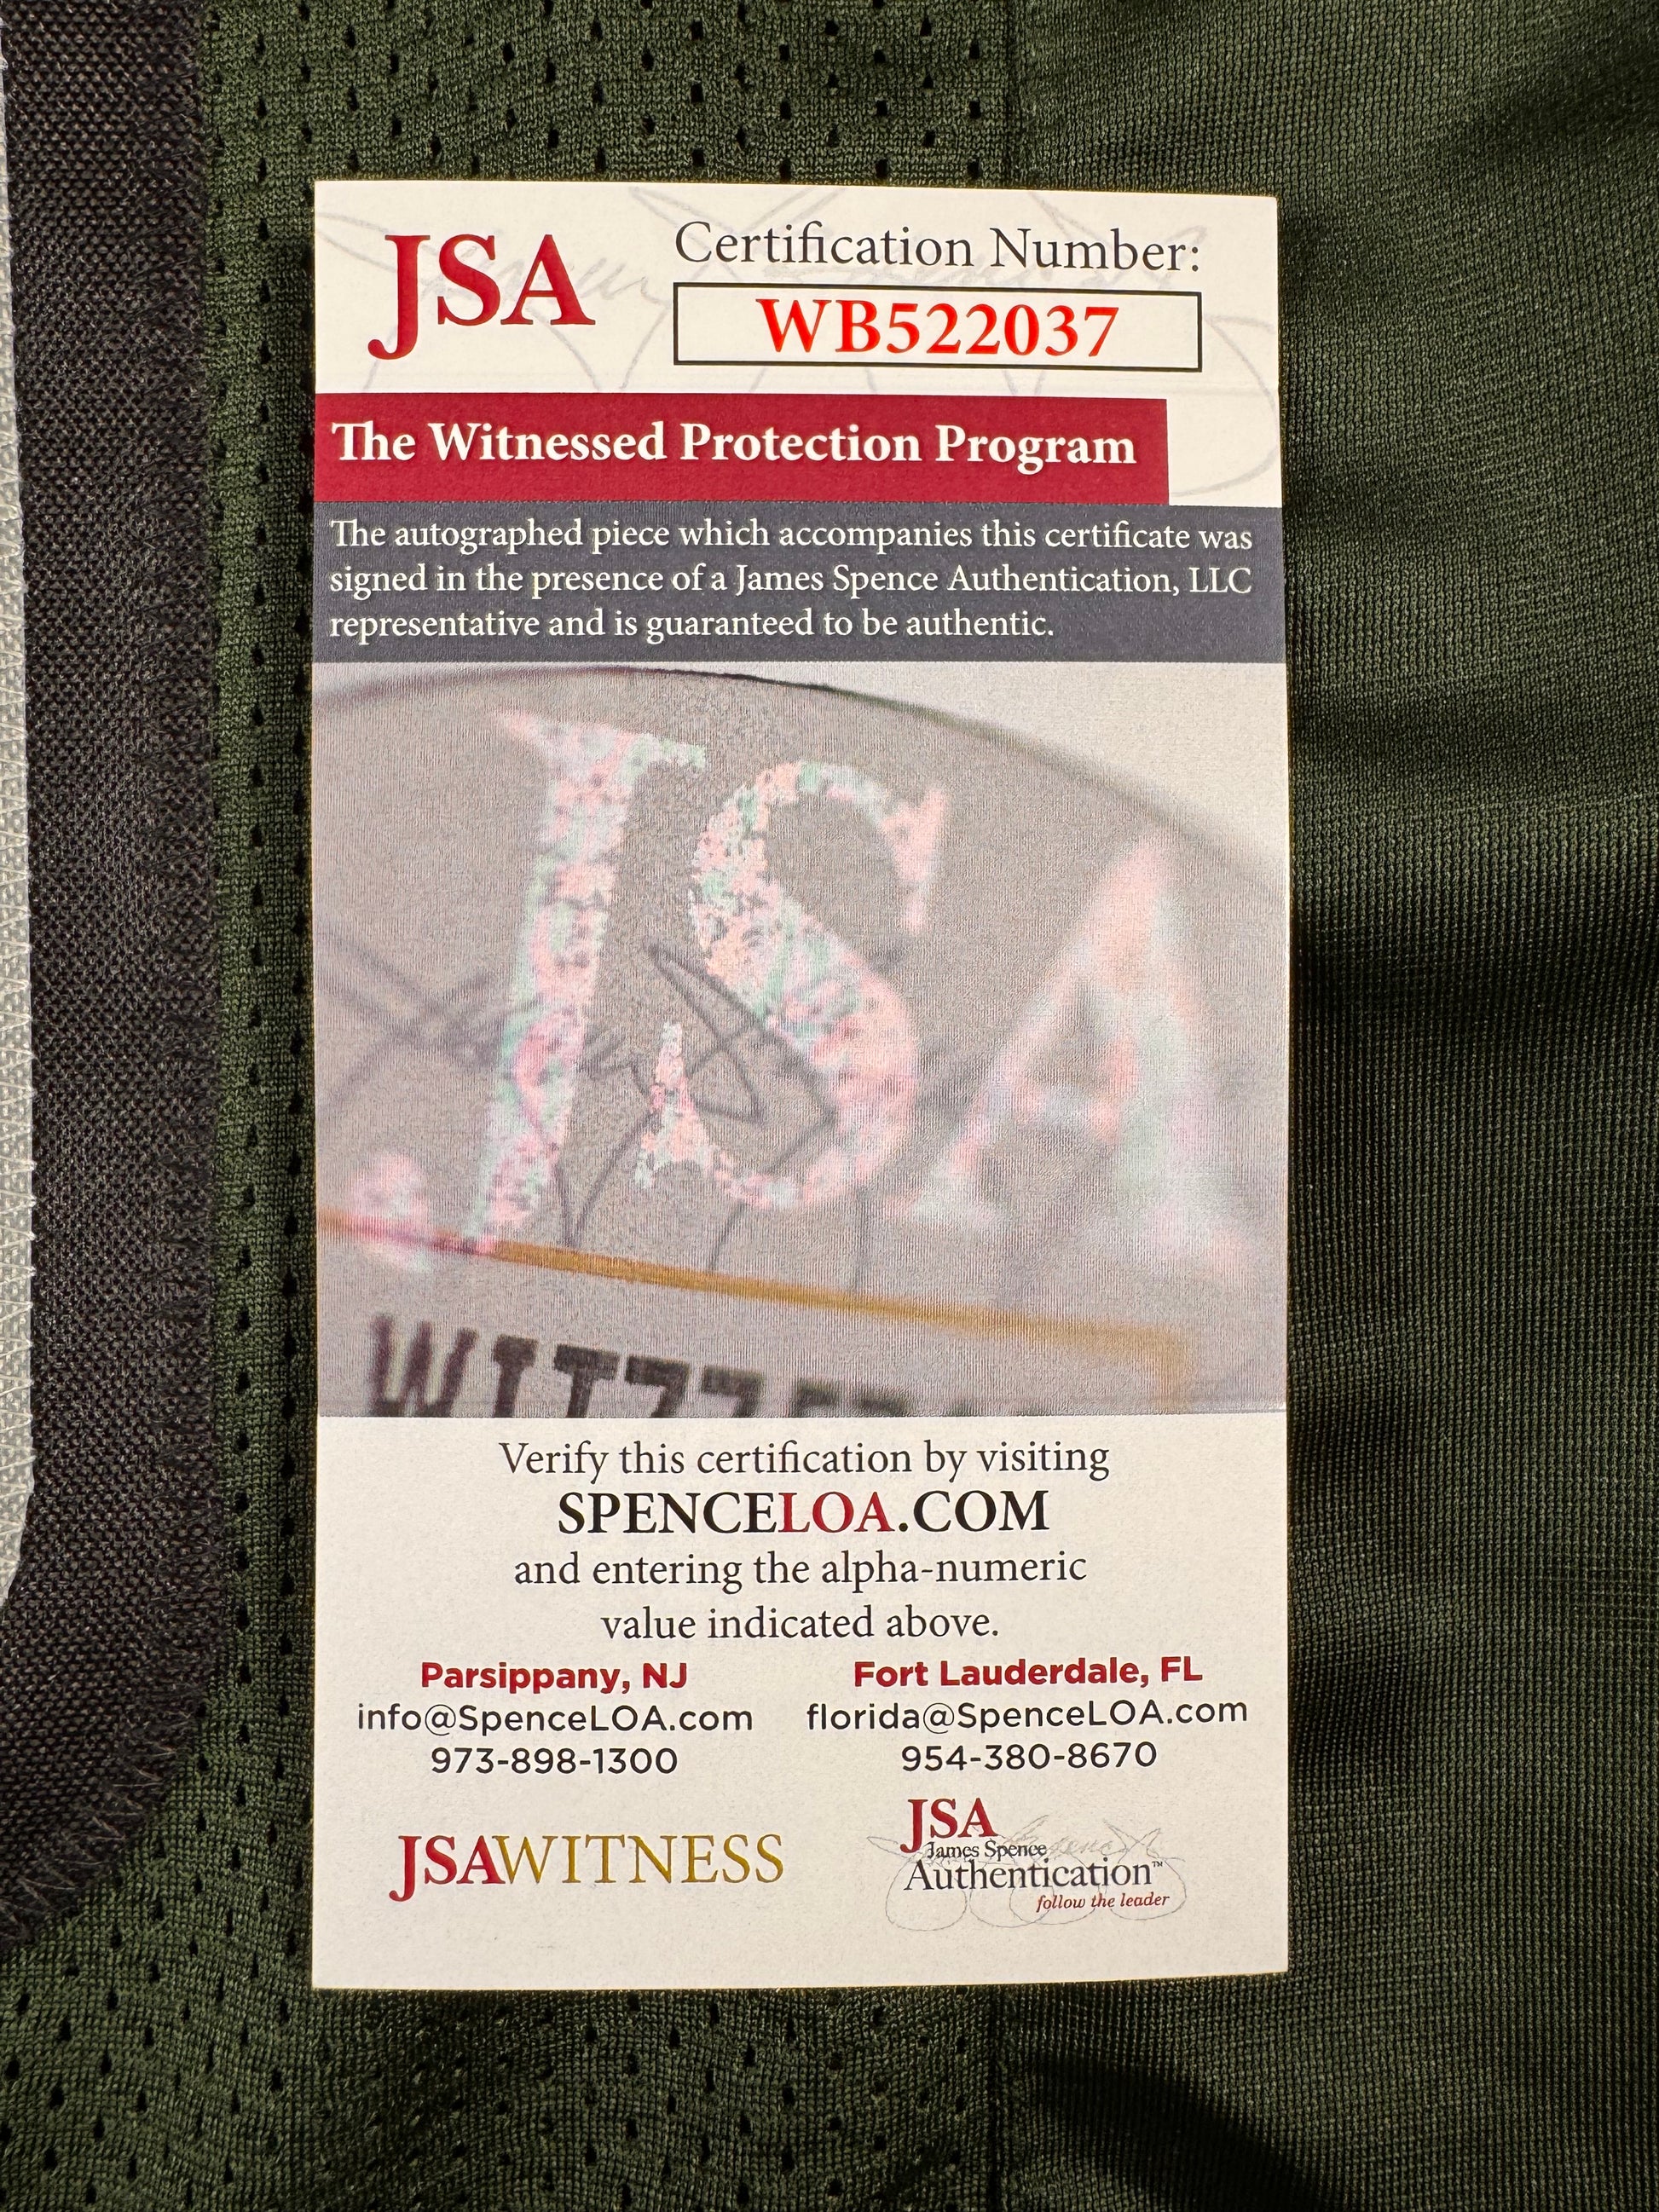 JSA
Certification Number:
WB522037
The Witnessed Protection Program
The autographed piece which accompanies this certificate was
signed in the presence of a James Spence Authentication, LLC
representative and is guaranteed to be authentic.
JSA
Verify this certification by visiting
SPENCELOA.COM
and entering the alpha-numeric
value indicated above.
Parsippany, NJ
info@SpenceLOA.com
973-898-1300
Fort Lauderdale, FL
florida@SpenceLOA.com
954-380-8670
JSAWITNESS
JSA
James Spence
Authentication™
follow the leader